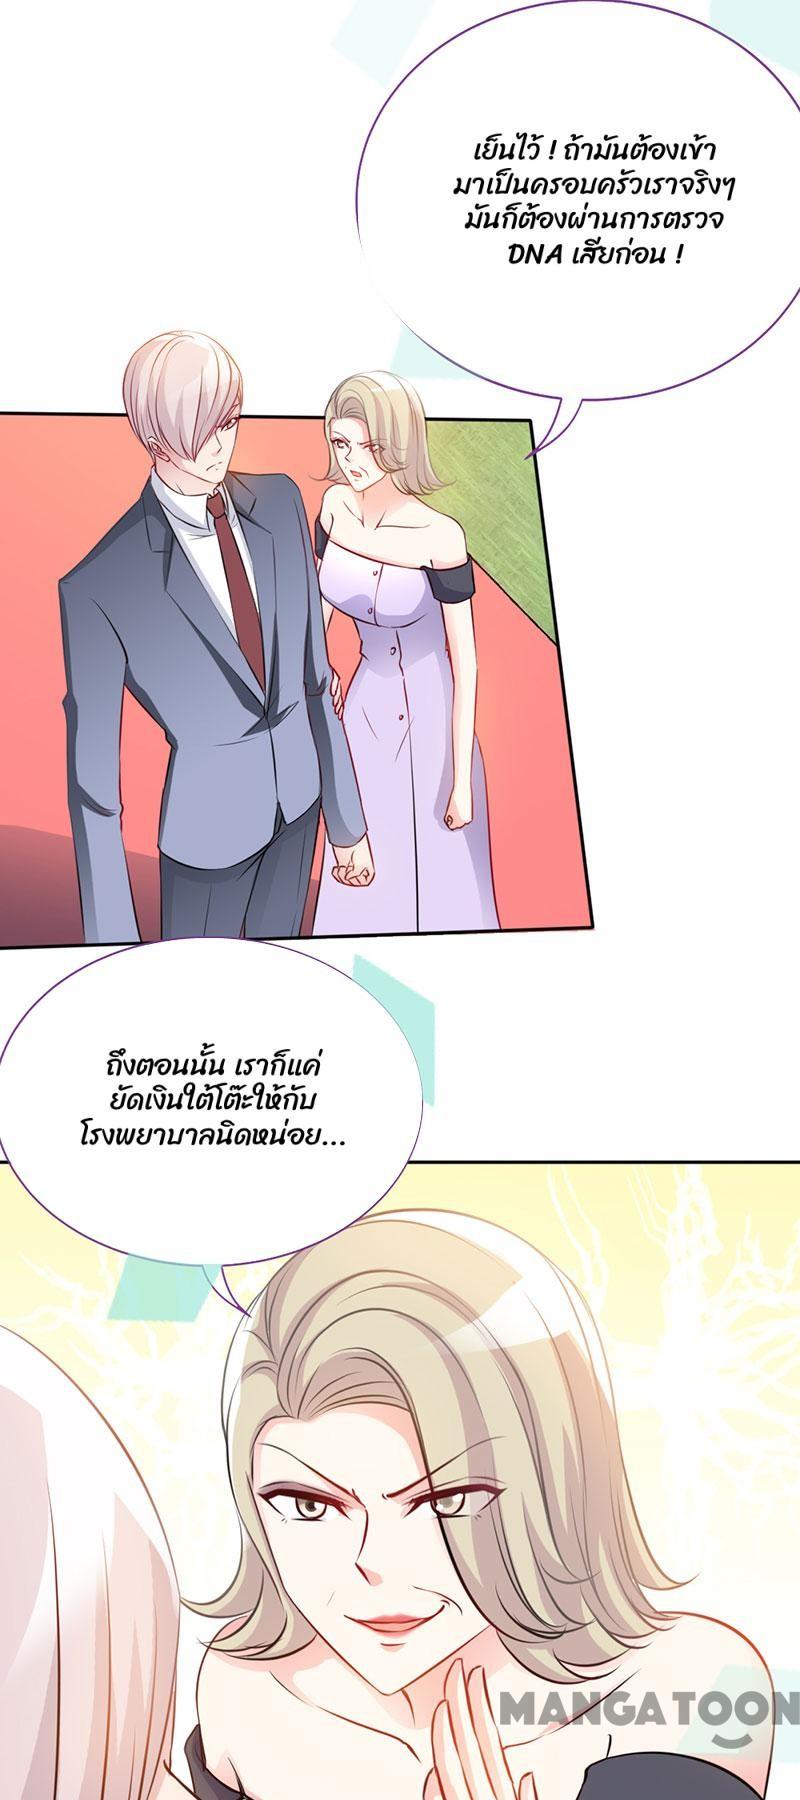 เย็นไว้ ! ถ้ามันต้องเข้า
มาเป็นครอบครัวเราจริงๆ
มันก็ต้องผ่านการตรวจ
DNA เสียก่อน !
ถึงตอนนั้น เราก็แค่
ยัดเงินใต้โต๊ะให้กับ
โรงพยาบาลนิดหน่อย...
MANGATOON